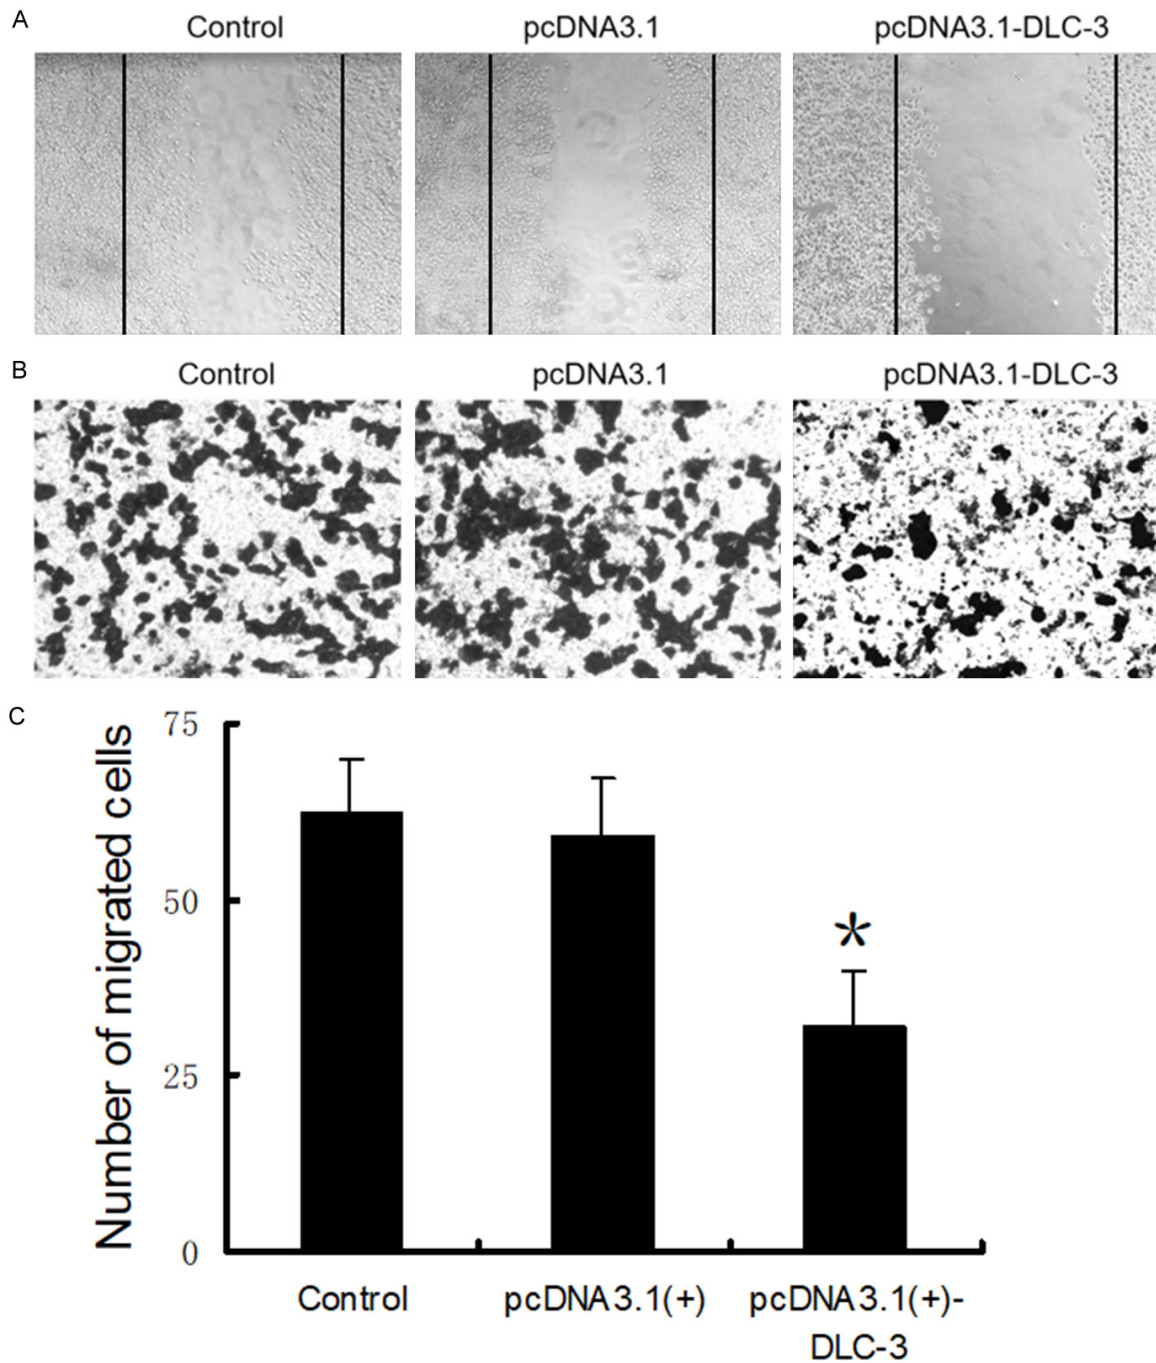 A
Control
pcDNA3.1
pcDNA3.1-DLC-3
B
Control
pcDNA3.1
pcDNA3.1-DLC-3
C
Number of migrated cells
75
50
25
0
*
Control
pcDNA3.1(+)
pcDNA3.1(+)-
DLC-3